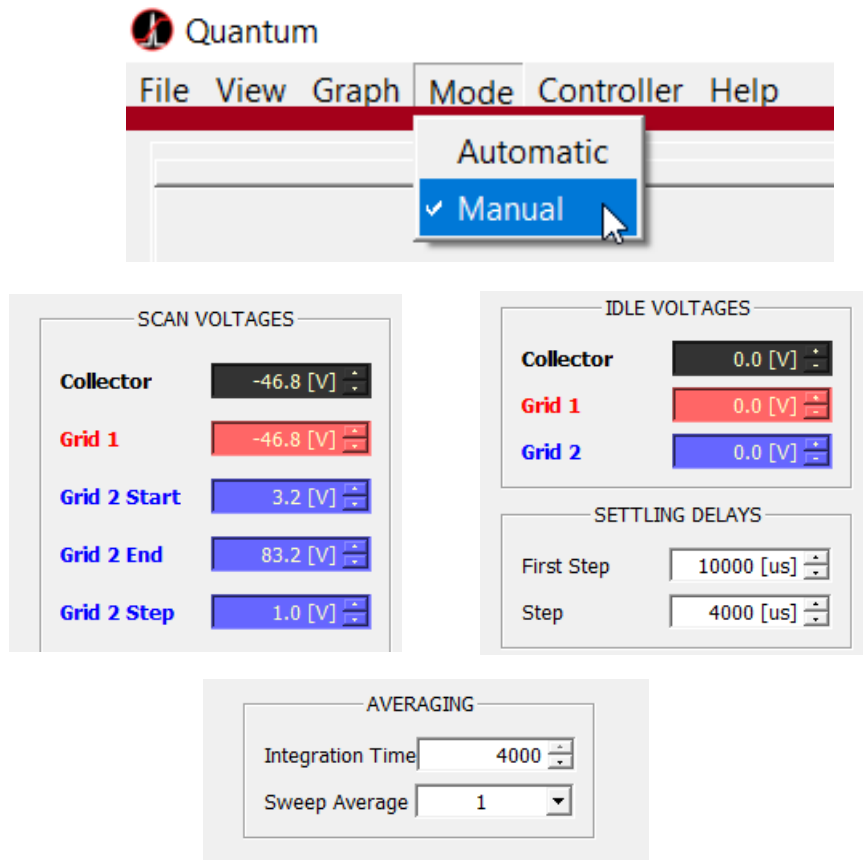 Quantum
File View Graph Mode Controller Help
Automatic
Manual
SCAN VOLTAGES
Collector -46.8 [V]
Grid 1 -46.8 [V]
Grid 2 Start 3.2 [V]
Grid 2 End 83.2 [V]
Grid 2 Step 1.0 [V]
IDLE VOLTAGES
Collector 0.0 [V]
Grid 1 0.0 [V]
Grid 2 0.0 [V]
SETTLING DELAYS
First Step 10000 [us]
Step 4000 [us]
AVERAGING
Integration Time 4000
Sweep Average 1